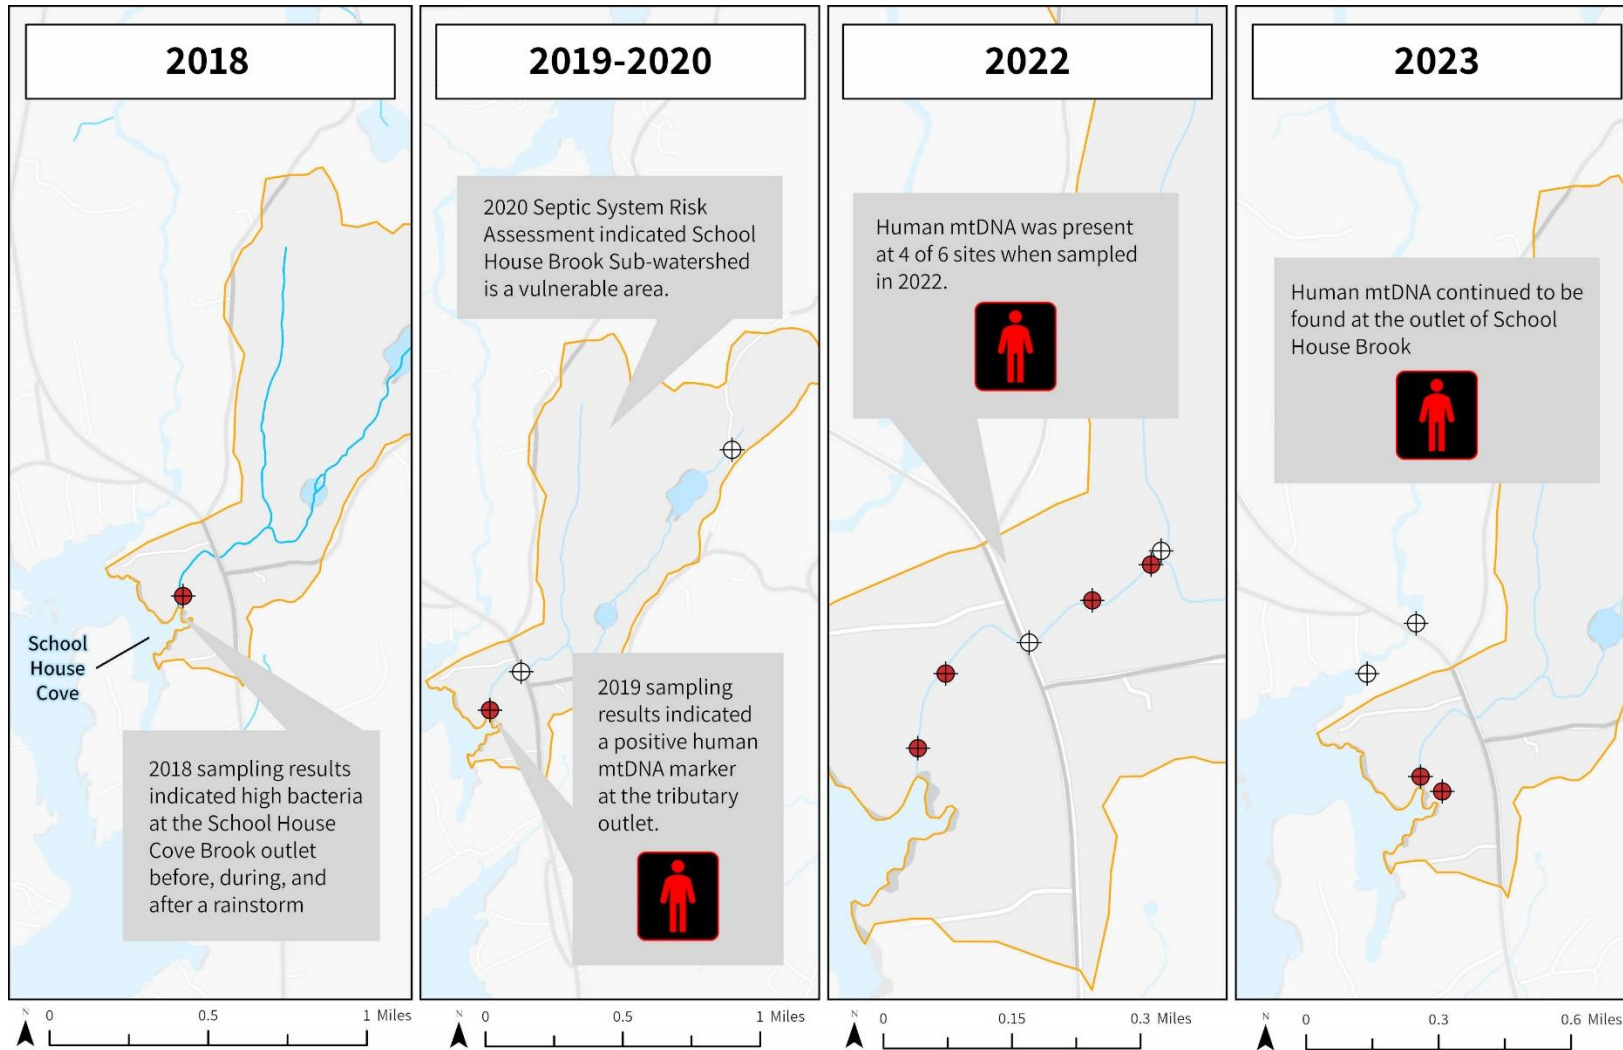 2018
School
House
Cove
2018 sampling results
indicated high bacteria
at the School House
Cove Brook outlet
before, during, and
after a rainstorm
N
0
0.5
1 Miles
2019-2020
2020 Septic System Risk
Assessment indicated School
House Brook Sub-watershed
is a vulnerable area.
2019 sampling
results indicated
a positive human
mtDNA marker
at the tributary
outlet.
N
0
0.5
1 Miles
2022
Human mtDNA was present
at 4 of 6 sites when sampled
in 2022.
N
0
0.15
0.3 Miles
2023
Human mtDNA continued to be
found at the outlet of School
House Brook
N
0
0.3
0.6 Miles